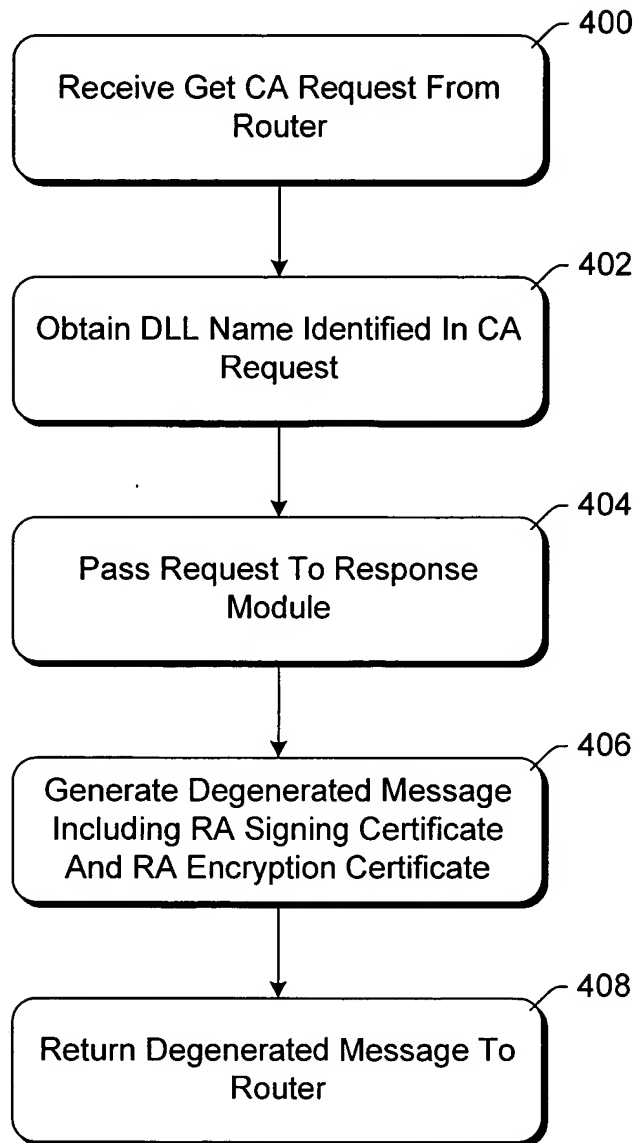 400
Receive Get CA Request From
Router
402
Obtain DLL Name Identified In CA
Request
404
Pass Request To Response
Module
406
Generate Degenerated Message
Including RA Signing Certificate
And RA Encryption Certificate
408
Return Degenerated Message To
Router